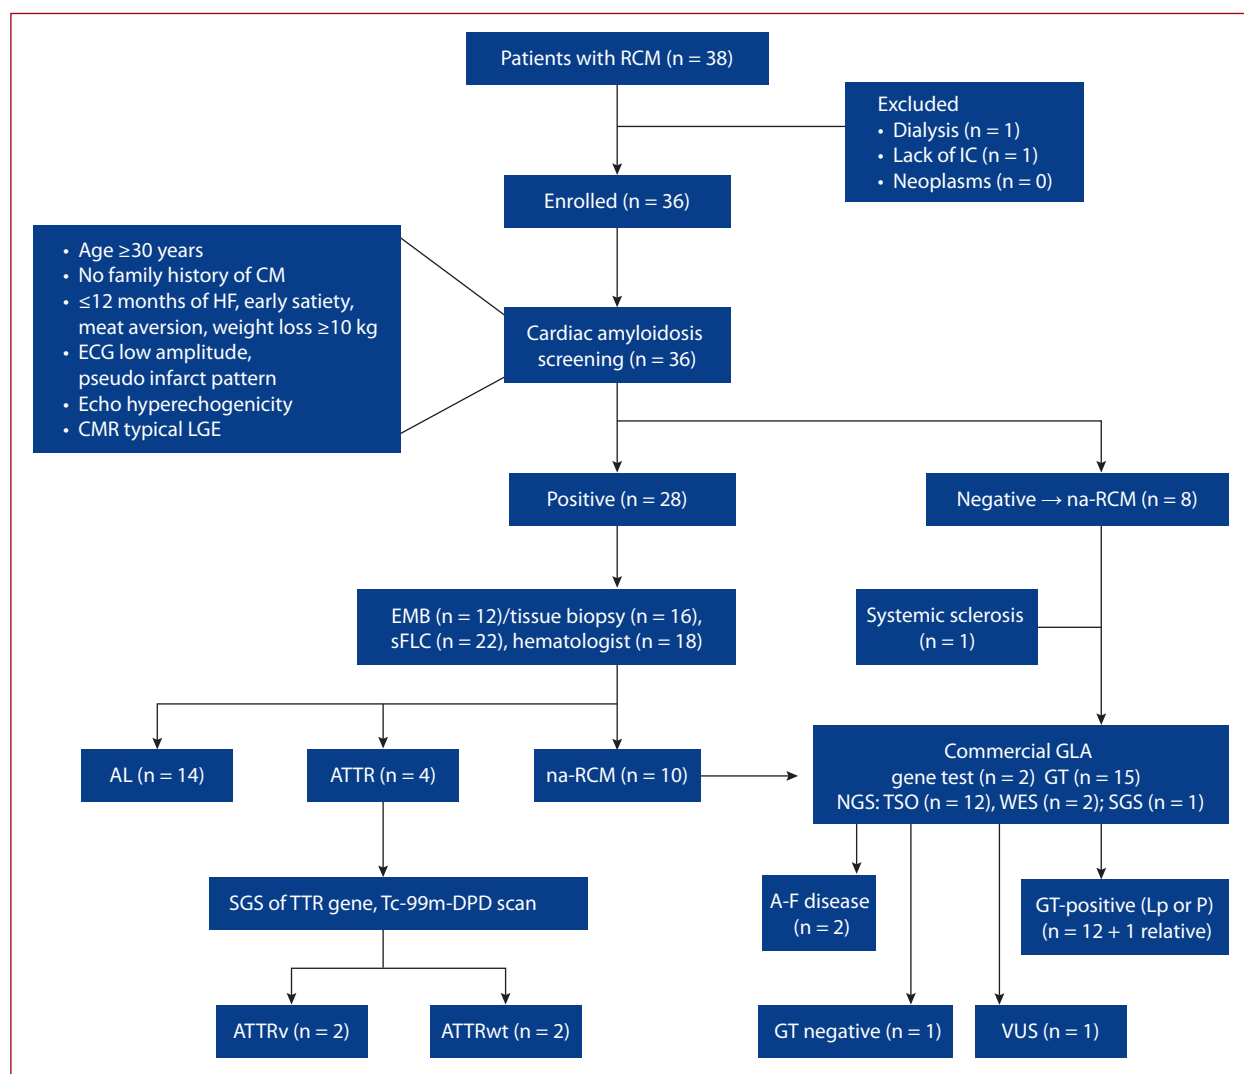 Patients with RCM (n = 38)
Excluded
• Dialysis (n = 1)
• Lack of IC (n = 1)
• Neoplasms (n = 0)
Enrolled (n = 36)
• Age ≥30 years
• No family history of CM
• ≤12 months of HF, early satiety,
meat aversion, weight loss ≥10 kg
• ECG low amplitude,
pseudo infarct pattern
• Echo hyperechogenicity
• CMR typical LGE
Cardiac amyloidosis
screening (n = 36)
Positive (n = 28)
Negative → na-RCM (n = 8)
EMB (n = 12)/tissue biopsy (n = 16),
sFLC (n = 22), hematologist (n = 18)
Systemic sclerosis
(n = 1)
AL (n = 14)
ATTR (n = 4)
na-RCM (n = 10)
Commercial GLA
gene test (n = 2) GT (n = 15)
NGS: TSO (n = 12), WES (n = 2); SGS (n = 1)
SGS of TTR gene, Tc-99m-DPD scan
A-F disease
(n = 2)
GT-positive (Lp or P)
(n = 12 + 1 relative)
ATTRv (n = 2)
ATTRwt (n = 2)
GT negative (n = 1)
VUS (n = 1)